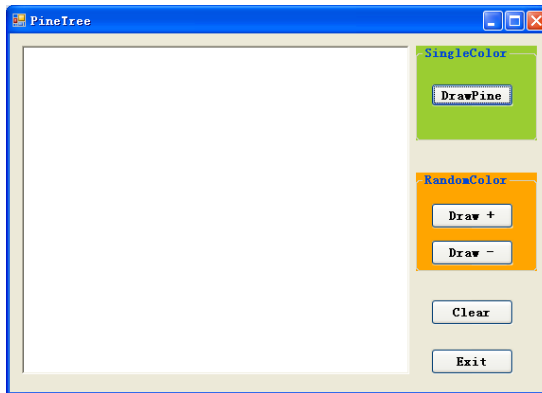 PineTree
SingleColor
DrawPine
RandomColor
Draw +
Draw -
Clear
Exit